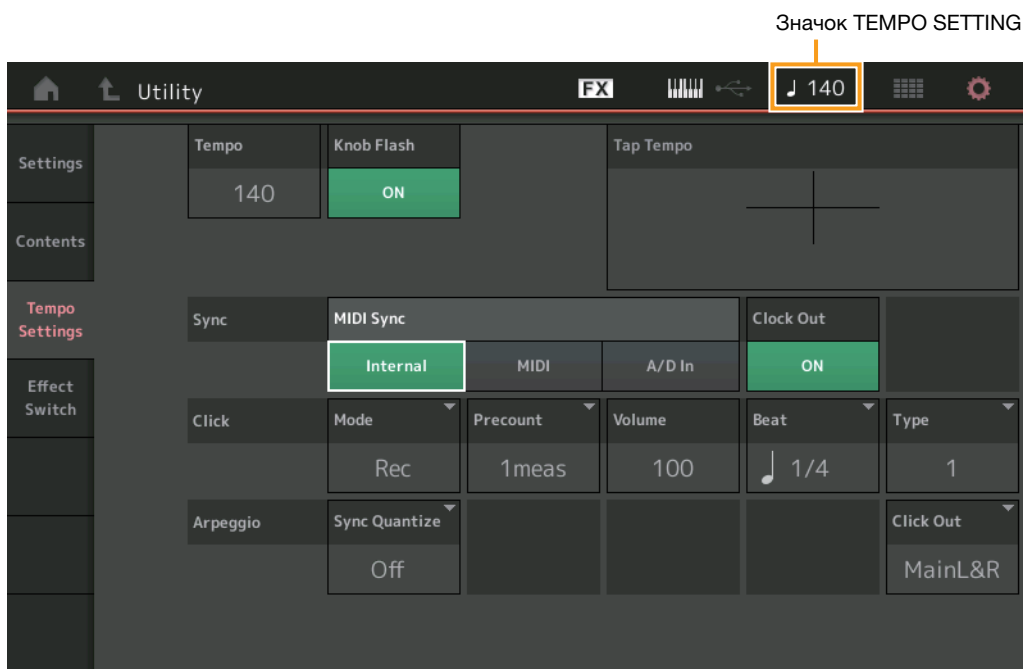 Значок TEMPO SETTING
Utility
FX
♩ 140
Settings
Contents
Tempo
Settings
Effect
Switch
Tempo
140
Knob Flash
ON
Tap Tempo
Sync
MIDI Sync
Internal
MIDI
A/D In
Clock Out
ON
Click
Mode
Rec
Precount
1meas
Volume
100
Beat
♩ 1/4
Type
1
Arpeggio
Sync Quantize
Off
Click Out
MainL&R